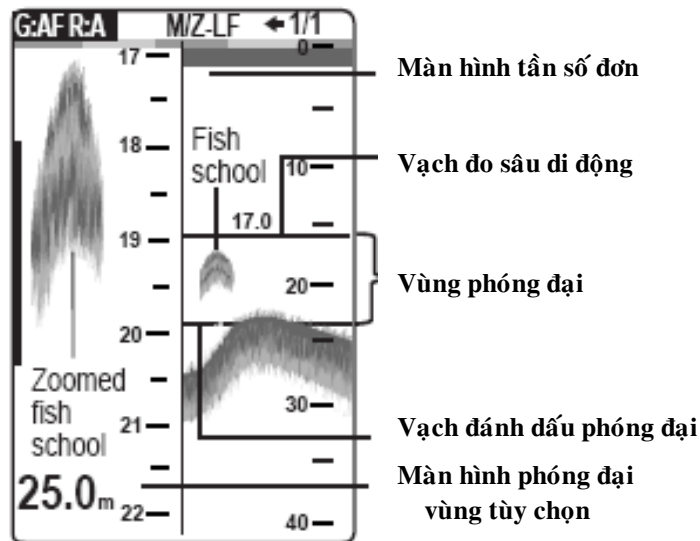 G:AF R:A M/Z-LF 1/1
0
17
Màn hình tần số đơn
18
Fish
school
10
Vạch đo sâu di động
17.0
19
20
Vùng phóng đại
20
Zoomed
fish
school
30
21
Vạch đánh dấu phóng đại
25.0m
22
40
Màn hình phóng đại
vùng tùy chọn